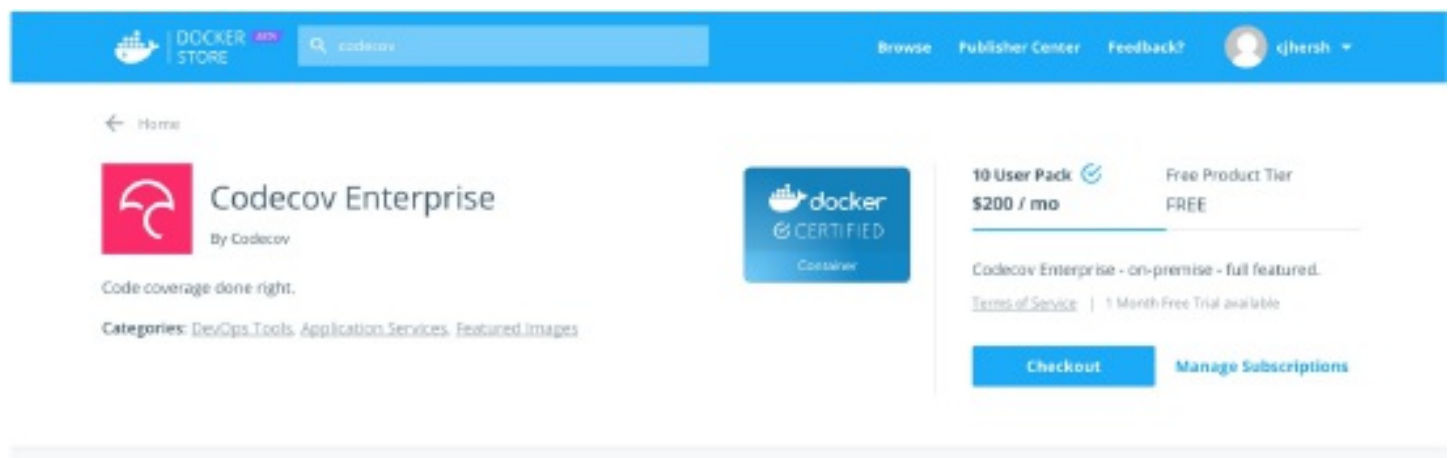 DOCKER BETA
STORE
codecov
Browse Publisher Center Feedback? cjhersh
Home
Codecov Enterprise
By Codecov
Code coverage done right.
Categories: DevOps Tools, Application Services, Featured Images
docker
CERTIFIED
Container
10 User Pack Free Product Tier
$200 / mo FREE
Codecov Enterprise - on-premise - full featured.
Terms of Service | 1 Month Free Trial available
Checkout Manage Subscriptions